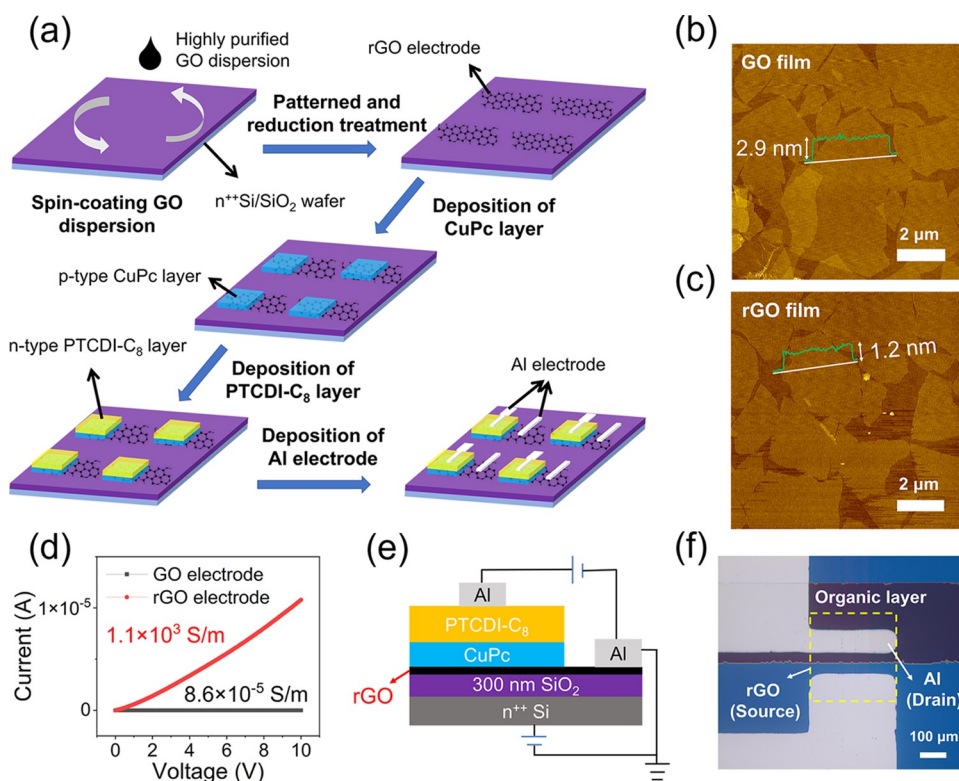 (a)
Highly purified
GO dispersion
Spin-coating GO
dispersion
n⁺⁺Si/SiO₂ wafer
Patterned and
reduction treatment
rGO electrode
Deposition of
CuPc layer
p-type CuPc layer
n-type PTCDI-C₈ layer
Deposition of
PTCDI-C₈ layer
Deposition of
Al electrode
Al electrode
(b)
GO film
2.9 nm
2 μm
(c)
rGO film
1.2 nm
2 μm
(d)
GO electrode
rGO electrode
1.1×10³ S/m
8.6×10⁻⁵ S/m
1×10⁻⁵
0
Current (A)
0 2 4 6 8 10
Voltage (V)
(e)
Al
PTCDI-C₈
CuPc
Al
rGO
300 nm SiO₂
n⁺⁺ Si
(f)
Organic layer
rGO
(Source)
Al
(Drain)
100 μm